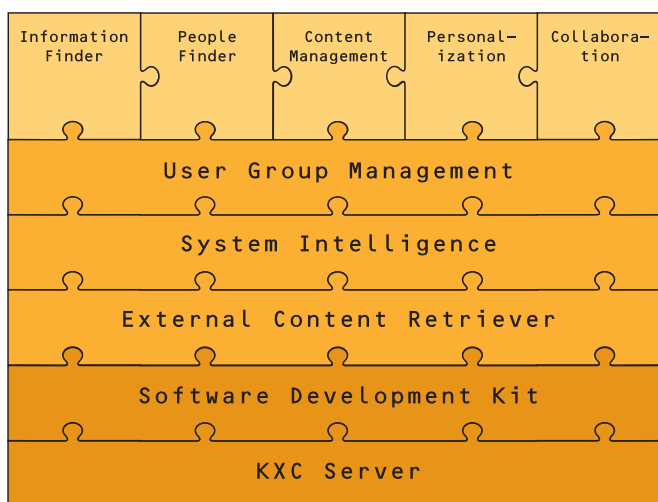 Information
Finder
People
Finder
Content
Management
Personal–
ization
Collabora–
tion
User Group Management
System Intelligence
External Content Retriever
Software Development Kit
KXC Server